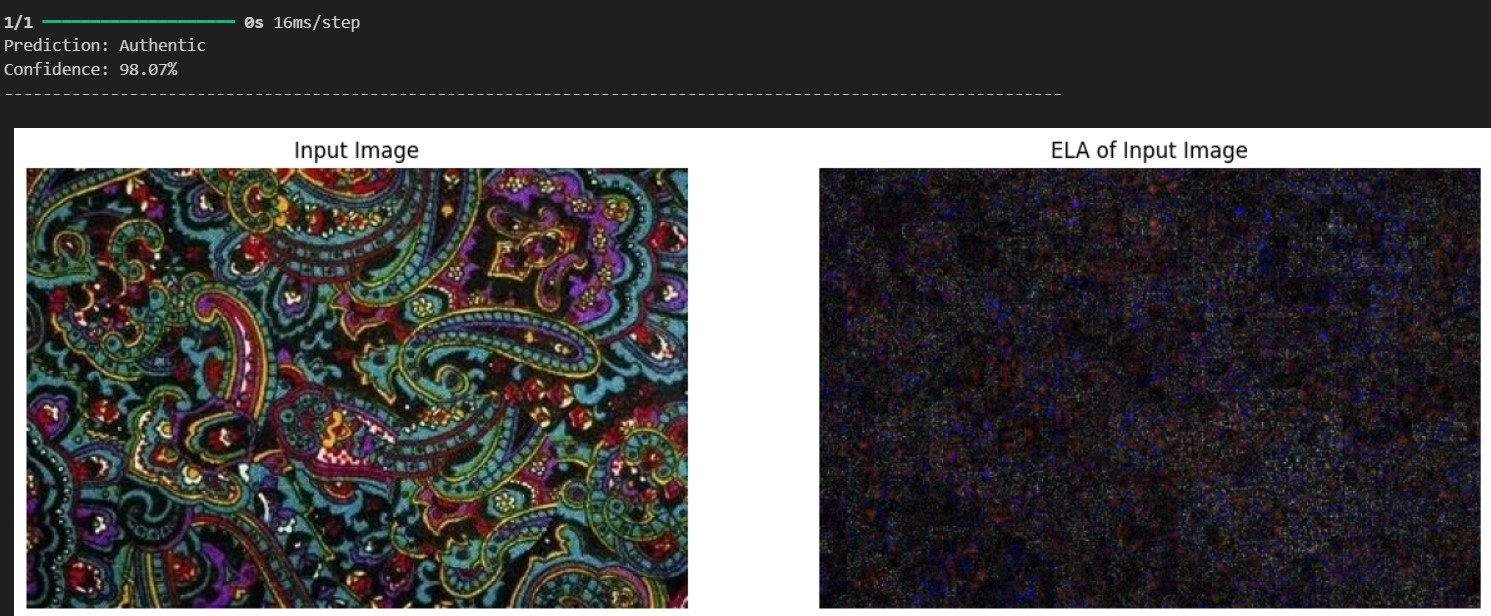 1/1 ━━━━━━━━━━━━━━━━━━━━ 0s 16ms/step
Prediction: Authentic
Confidence: 98.07%
--------------------------------------------------------------------------------------------------------------
Input Image
ELA of Input Image